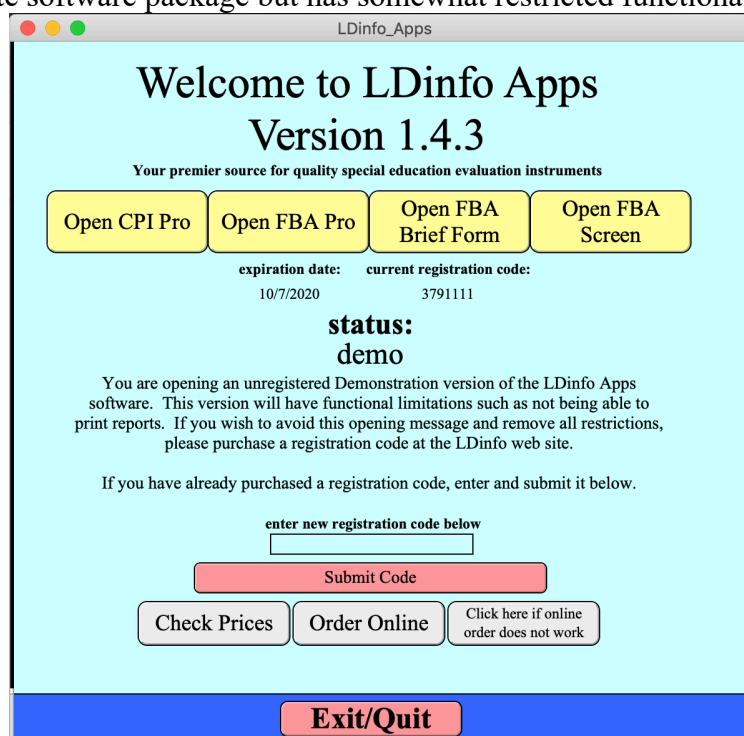 software package but has somewhat restricted
LDinfo_Apps
Welcome to LDinfo Apps
Version 1.4.3
Your premier source for quality special education evaluation instruments
Open CPI Pro Open FBA Pro Open FBA Brief Form Open FBA Screen
expiration date: current registration code:
10/7/2020 3791111
status:
demo
You are opening an unregistered Demonstration version of the LDinfo Apps
software. This version will have functional limitations such as not being able to
print reports. If you wish to avoid this opening message and remove all restrictions,
please purchase a registration code at the LDinfo web site.
If you have already purchased a registration code, enter and submit it below.
enter new registration code below
Submit Code
Check Prices Order Online Click here if online order does not work
Exit/Quit